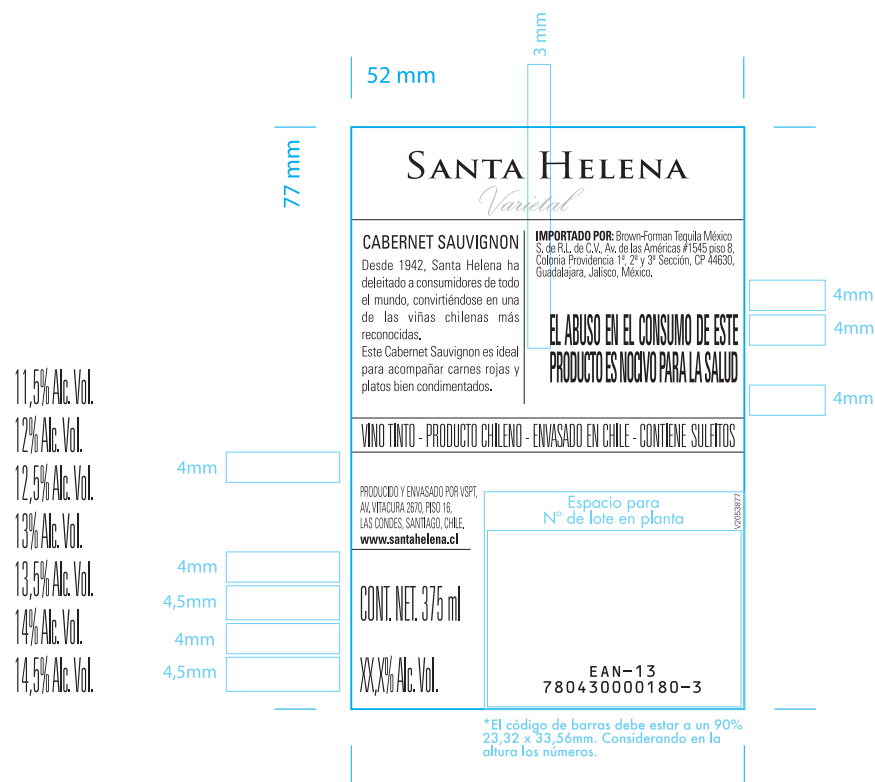 3 mm
52 mm
77 mm
SANTA HELENA
Varietal
CABERNET SAUVIGNON
Desde 1942, Santa Helena ha
deleitado a consumidores de todo
el mundo, convirtiéndose en una
de las viñas chilenas más
reconocidas.
Este Cabernet Sauvignon es ideal
para acompañar carnes rojas y
platos bien condimentados.
IMPORTADO POR: Brown-Forman Tequila México
S. de R.L. de C.V., Av. de las Américas #1545 piso 8,
Colonia Providencia 1ª, 2ª y 3ª Sección, CP 44630,
Guadalajara, Jalisco, México.
EL ABUSO EN EL CONSUMO DE ESTE
PRODUCTO ES NOCIVO PARA LA SALUD
4mm
4mm
4mm
VINO TINTO - PRODUCTO CHILENO - ENVASADO EN CHILE - CONTIENE SULFITOS
11,5% Alc. Vol.
12% Alc. Vol.
12,5% Alc. Vol.
13% Alc. Vol.
13,5% Alc. Vol.
14% Alc. Vol.
14,5% Alc. Vol.
4mm
4mm
4,5mm
4mm
4,5mm
PRODUCIDO Y ENVASADO POR VSPT,
AV. VITACURA 2670, PISO 16,
LAS CONDES, SANTIAGO, CHILE.
www.santahelena.cl
CONT. NET. 375 ml
XX,X% Alc. Vol.
Espacio para
N° de lote en planta
V2053877
EAN-13
780430000180-3
*El código de barras debe estar a un 90%
23,32 x 33,56mm. Considerando en la
altura los números.